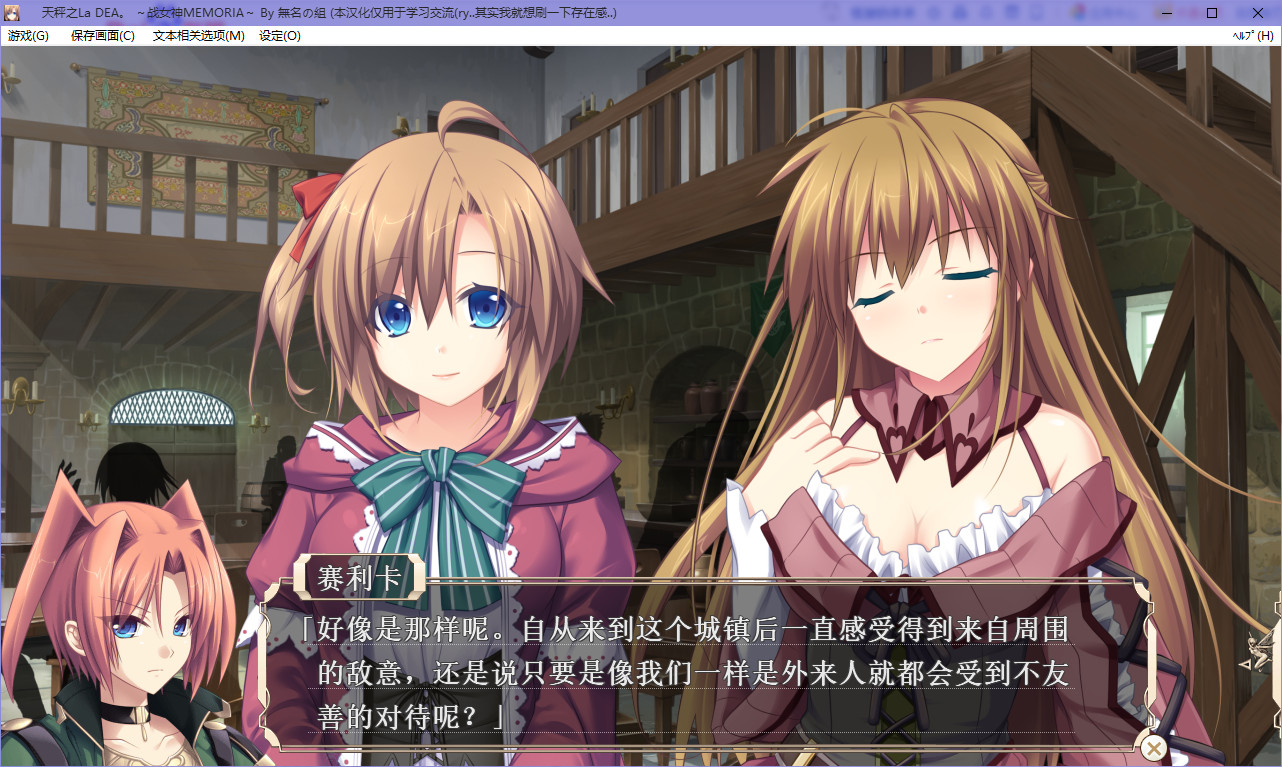 天秤之La DEA。 ～战女神MEMORIA～ By 無名の組 (本汉化仅用于学习交流(ry..其实我就想刷一下存在感..)
游戏(G) 保存画面(C) 文本相关选项(M) 设定(O) ﾍﾙﾌﾟ(H)
赛利卡
「好像是那样呢。自从来到这个城镇后一直感受得到来自周围
的敌意，还是说只要是像我们一样是外来人就都会受到不友
善的对待呢？」